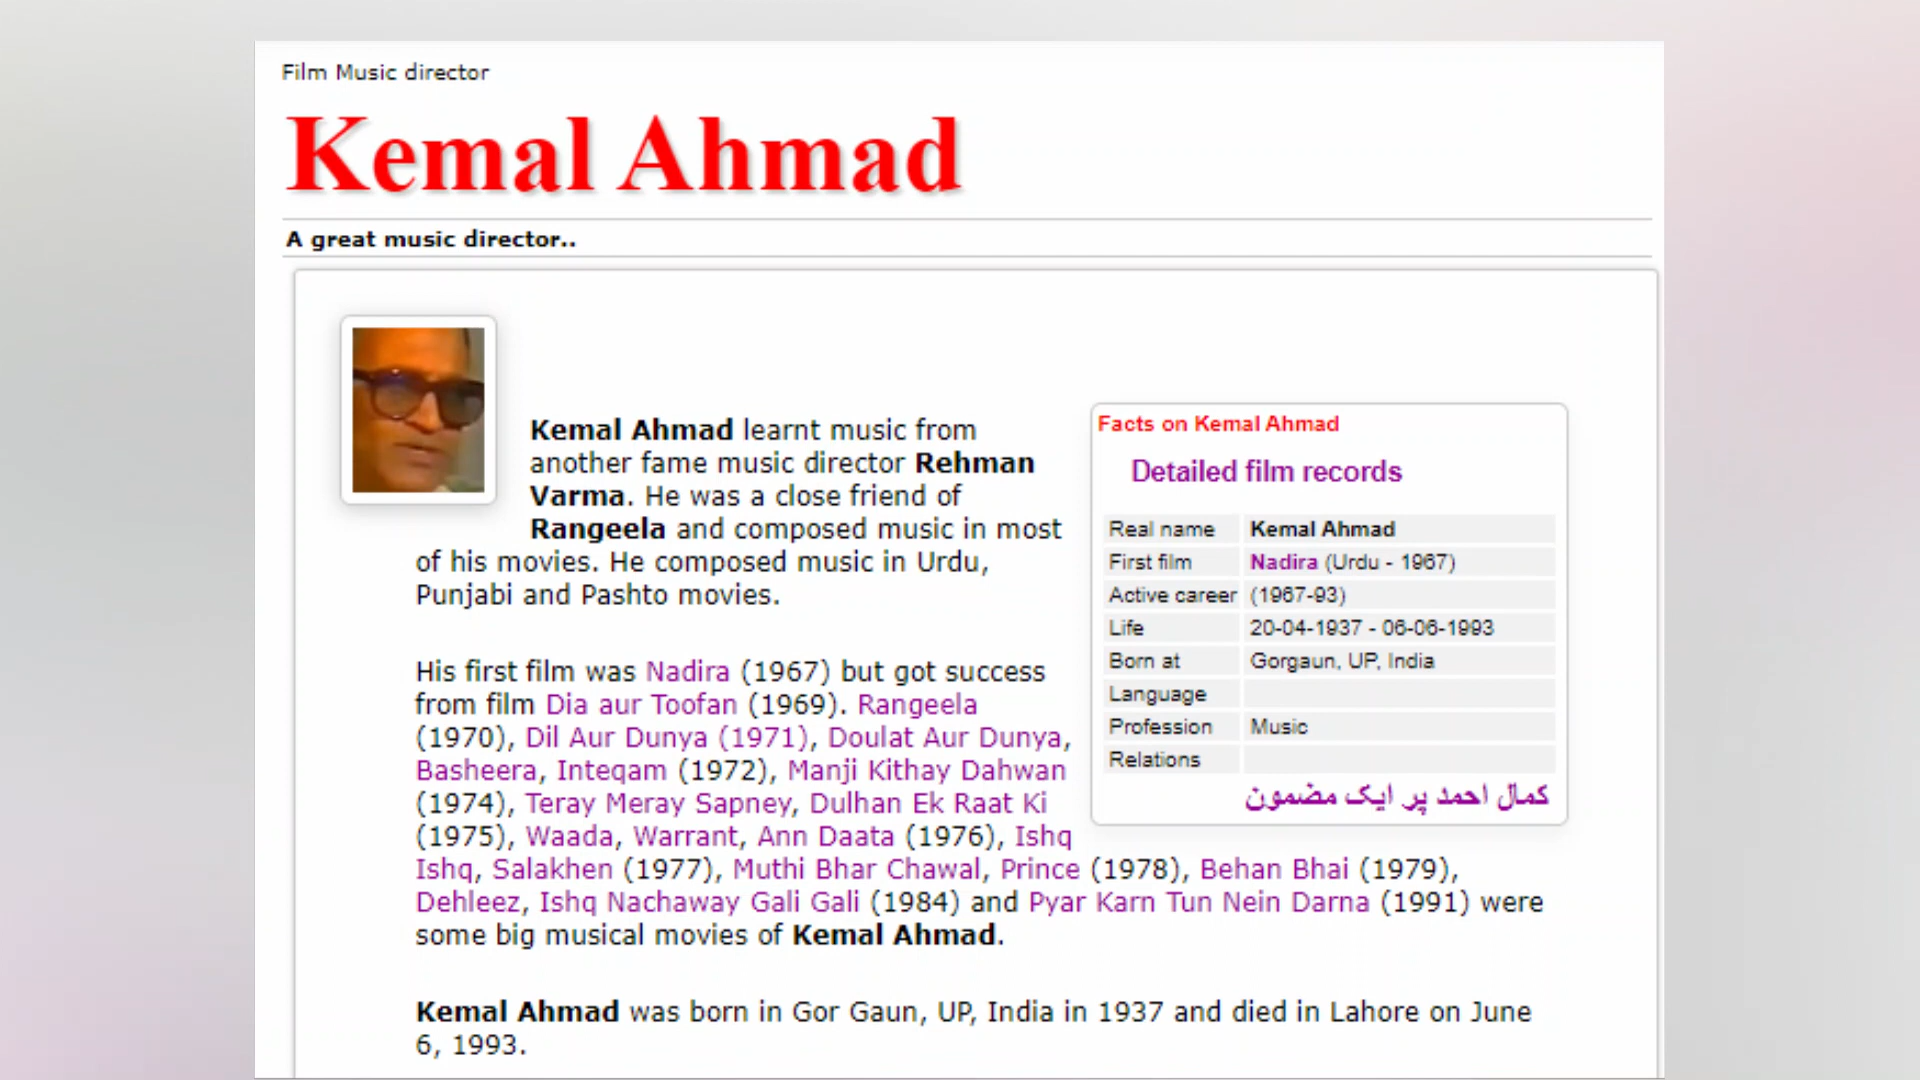 Film Music director
Kemal Ahmad
A great music director..
Kemal Ahmad learnt music from
another fame music director Rehman
Varma. He was a close friend of
Rangeela and composed music in most
of his movies. He composed music in Urdu,
Punjabi and Pashto movies.
His first film was Nadira (1967) but got success
from film Dia aur Toofan (1969). Rangeela
(1970), Dil Aur Dunya (1971), Doulat Aur Dunya,
Basheera, Inteqam (1972), Manji Kithay Dahwan
(1974), Teray Meray Sapney, Dulhan Ek Raat Ki
(1975), Waada, Warrant, Ann Daata (1976), Ishq
Ishq, Salakhen (1977), Muthi Bhar Chawal, Prince (1978), Behan Bhai (1979),
Dehleez, Ishq Nachaway Gali Gali (1984) and Pyar Karn Tun Nein Darna (1991) were
some big musical movies of Kemal Ahmad.
Kemal Ahmad was born in Gor Gaun, UP, India in 1937 and died in Lahore on June
6, 1993.
Facts on Kemal Ahmad
Detailed film records
Real name Kemal Ahmad
First film Nadira (Urdu - 1967)
Active career (1967-93)
Life 20-04-1937 - 06-06-1993
Born at Gorgaun, UP, India
Language
Profession Music
Relations
کمال احمد پر ایک مضمون